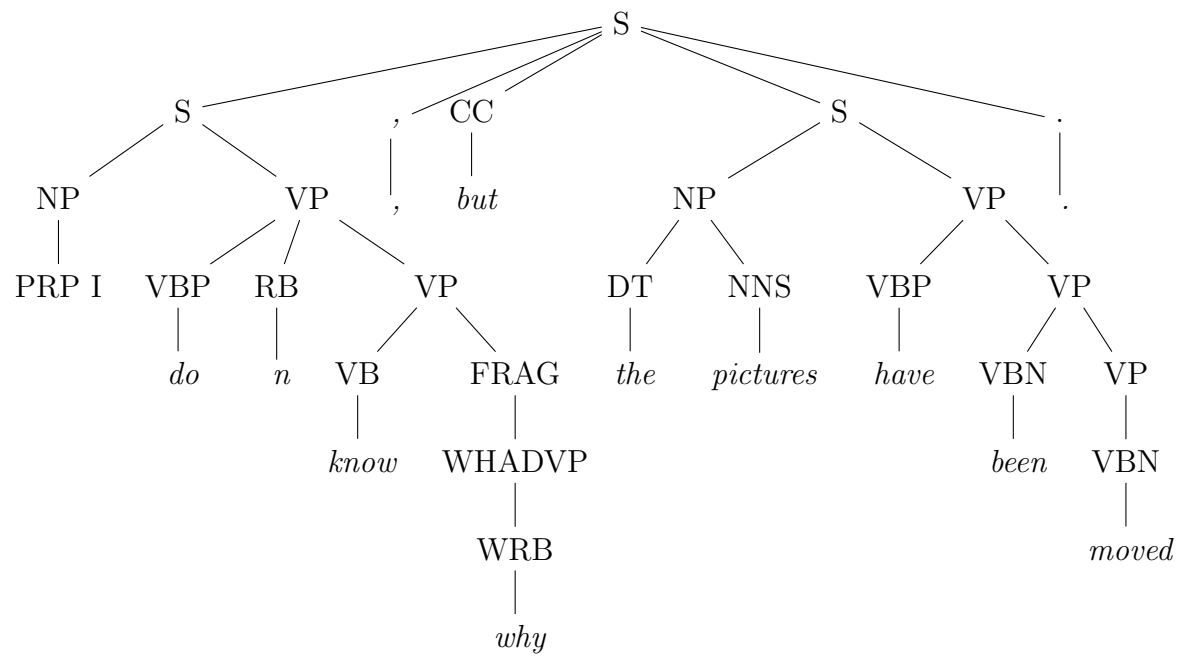 S
S , CC S .
NP VP , but NP VP .
PRP I VBP RB VP DT NNS VBP VP
do n VB FRAG the pictures have VBN VP
know WHADVP been VBN
WRB moved
why